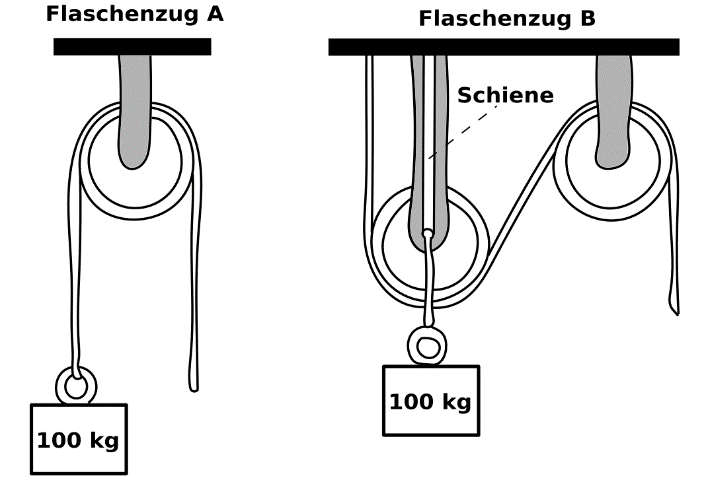 Flaschenzug A
Flaschenzug B
Schiene
100 kg
100 kg